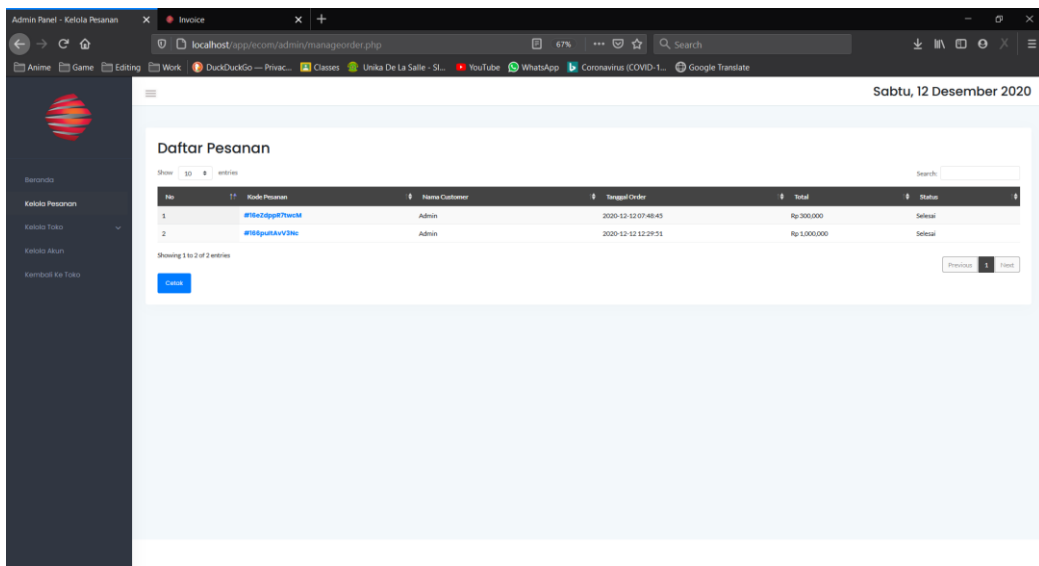 Admin Panel - Kelola Pesanan
Invoice
localhost/app/ecom/admin/manageorder.php
67%
Search
Anime Game Editing Work DuckDuckGo — Privac... Classes Unika De La Salle - SI... YouTube WhatsApp Coronavirus (COVID-1... Google Translate
Sabtu, 12 Desember 2020
Beranda
Kelola Pesanan
Kelola Toko
Kelola Akun
Kembali Ke Toko
Daftar Pesanan
Show 10 entries
Search:
No Kode Pesanan Nama Customer Tanggal Order Total Status
1 #16eZdppR7twcM Admin 2020-12-12 07:48:45 Rp 300,000 Selesai
2 #166puItAvV3Nc Admin 2020-12-12 12:29:51 Rp 1,000,000 Selesai
Showing 1 to 2 of 2 entries
Previous 1 Next
Cetak